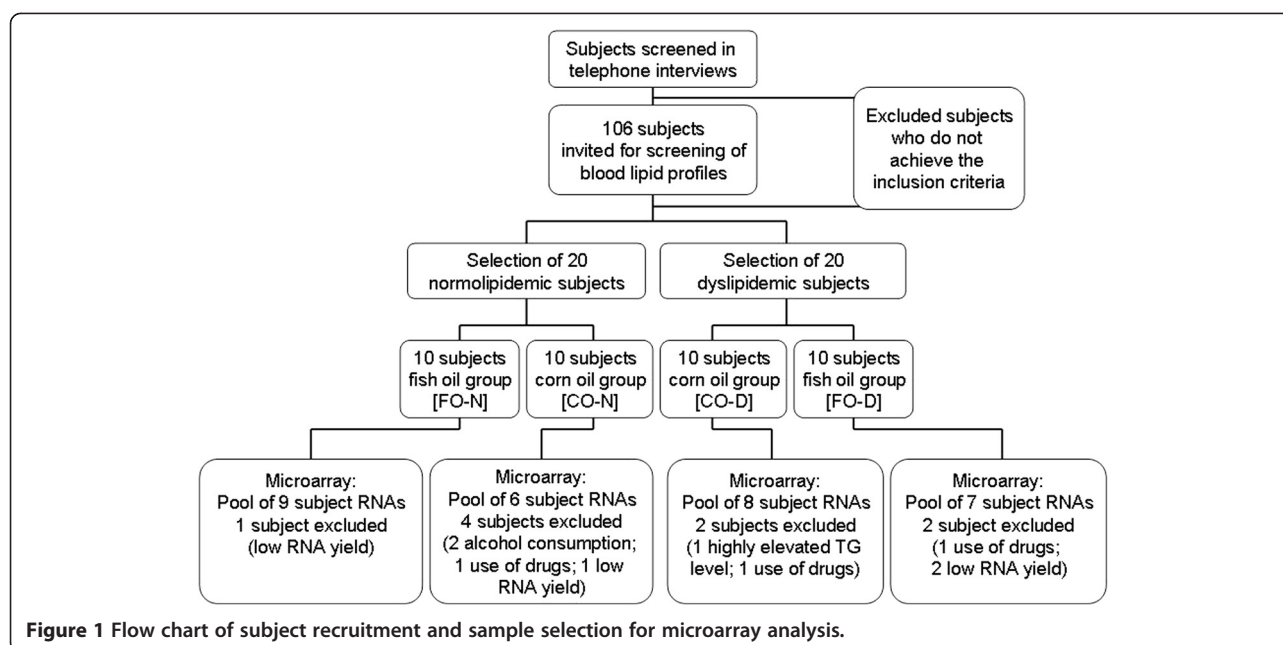 Subjects screened in
telephone interviews
106 subjects
invited for screening of
blood lipid profiles
Excluded subjects
who do not
achieve the
inclusion criteria
Selection of 20
normolipidemic subjects
Selection of 20
dyslipidemic subjects
10 subjects
fish oil group
[FO-N]
10 subjects
corn oil group
[CO-N]
10 subjects
corn oil group
[CO-D]
10 subjects
fish oil group
[FO-D]
Microarray:
Pool of 9 subject RNAs
1 subject excluded
(low RNA yield)
Microarray:
Pool of 6 subject RNAs
4 subjects excluded
(2 alcohol consumption;
1 use of drugs; 1 low
RNA yield)
Microarray:
Pool of 8 subject RNAs
2 subjects excluded
(1 highly elevated TG
level; 1 use of drugs)
Microarray:
Pool of 7 subject RNAs
2 subject excluded
(1 use of drugs;
2 low RNA yield)
Figure 1 Flow chart of subject recruitment and sample selection for microarray analysis.